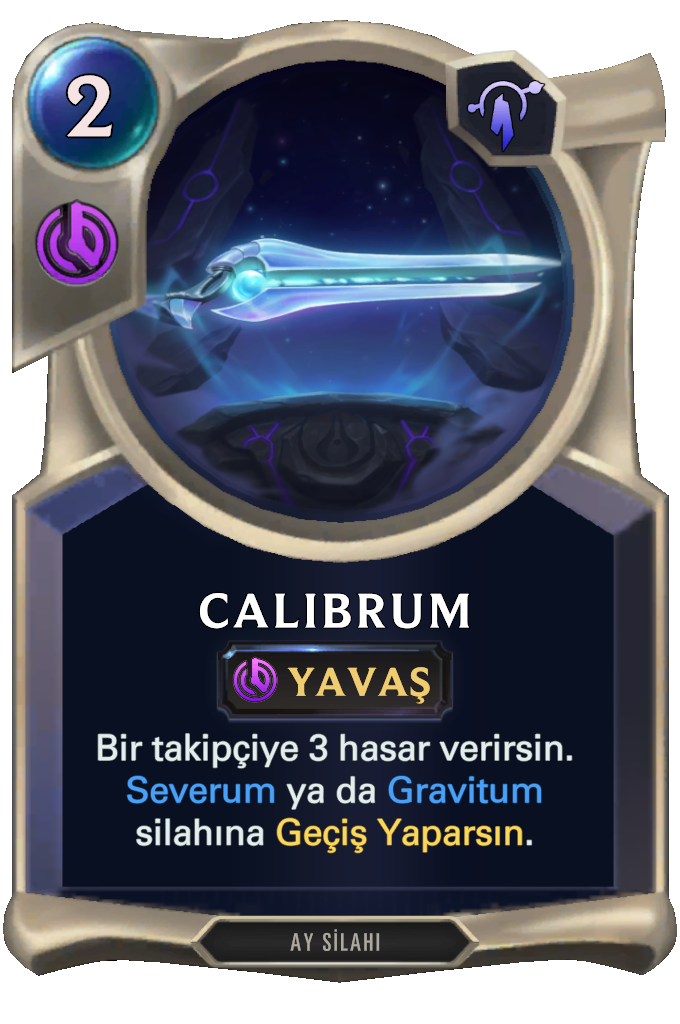 2
CALIBRUM
YAVAŞ
Bir takipçiye 3 hasar verirsin.
Severum ya da Gravitum
silahına Geçiş Yaparsın.
AY SİLAHI